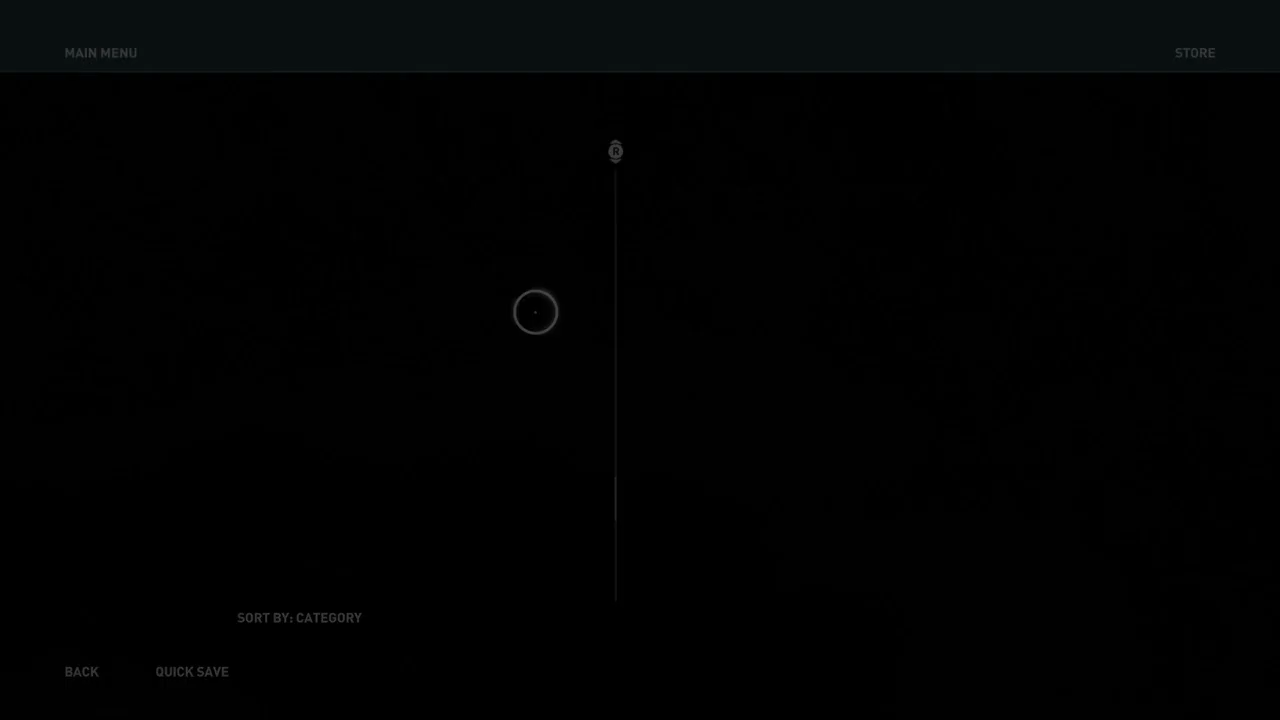 MAIN MENU
STORE
R
SORT BY: CATEGORY
BACK
QUICK SAVE